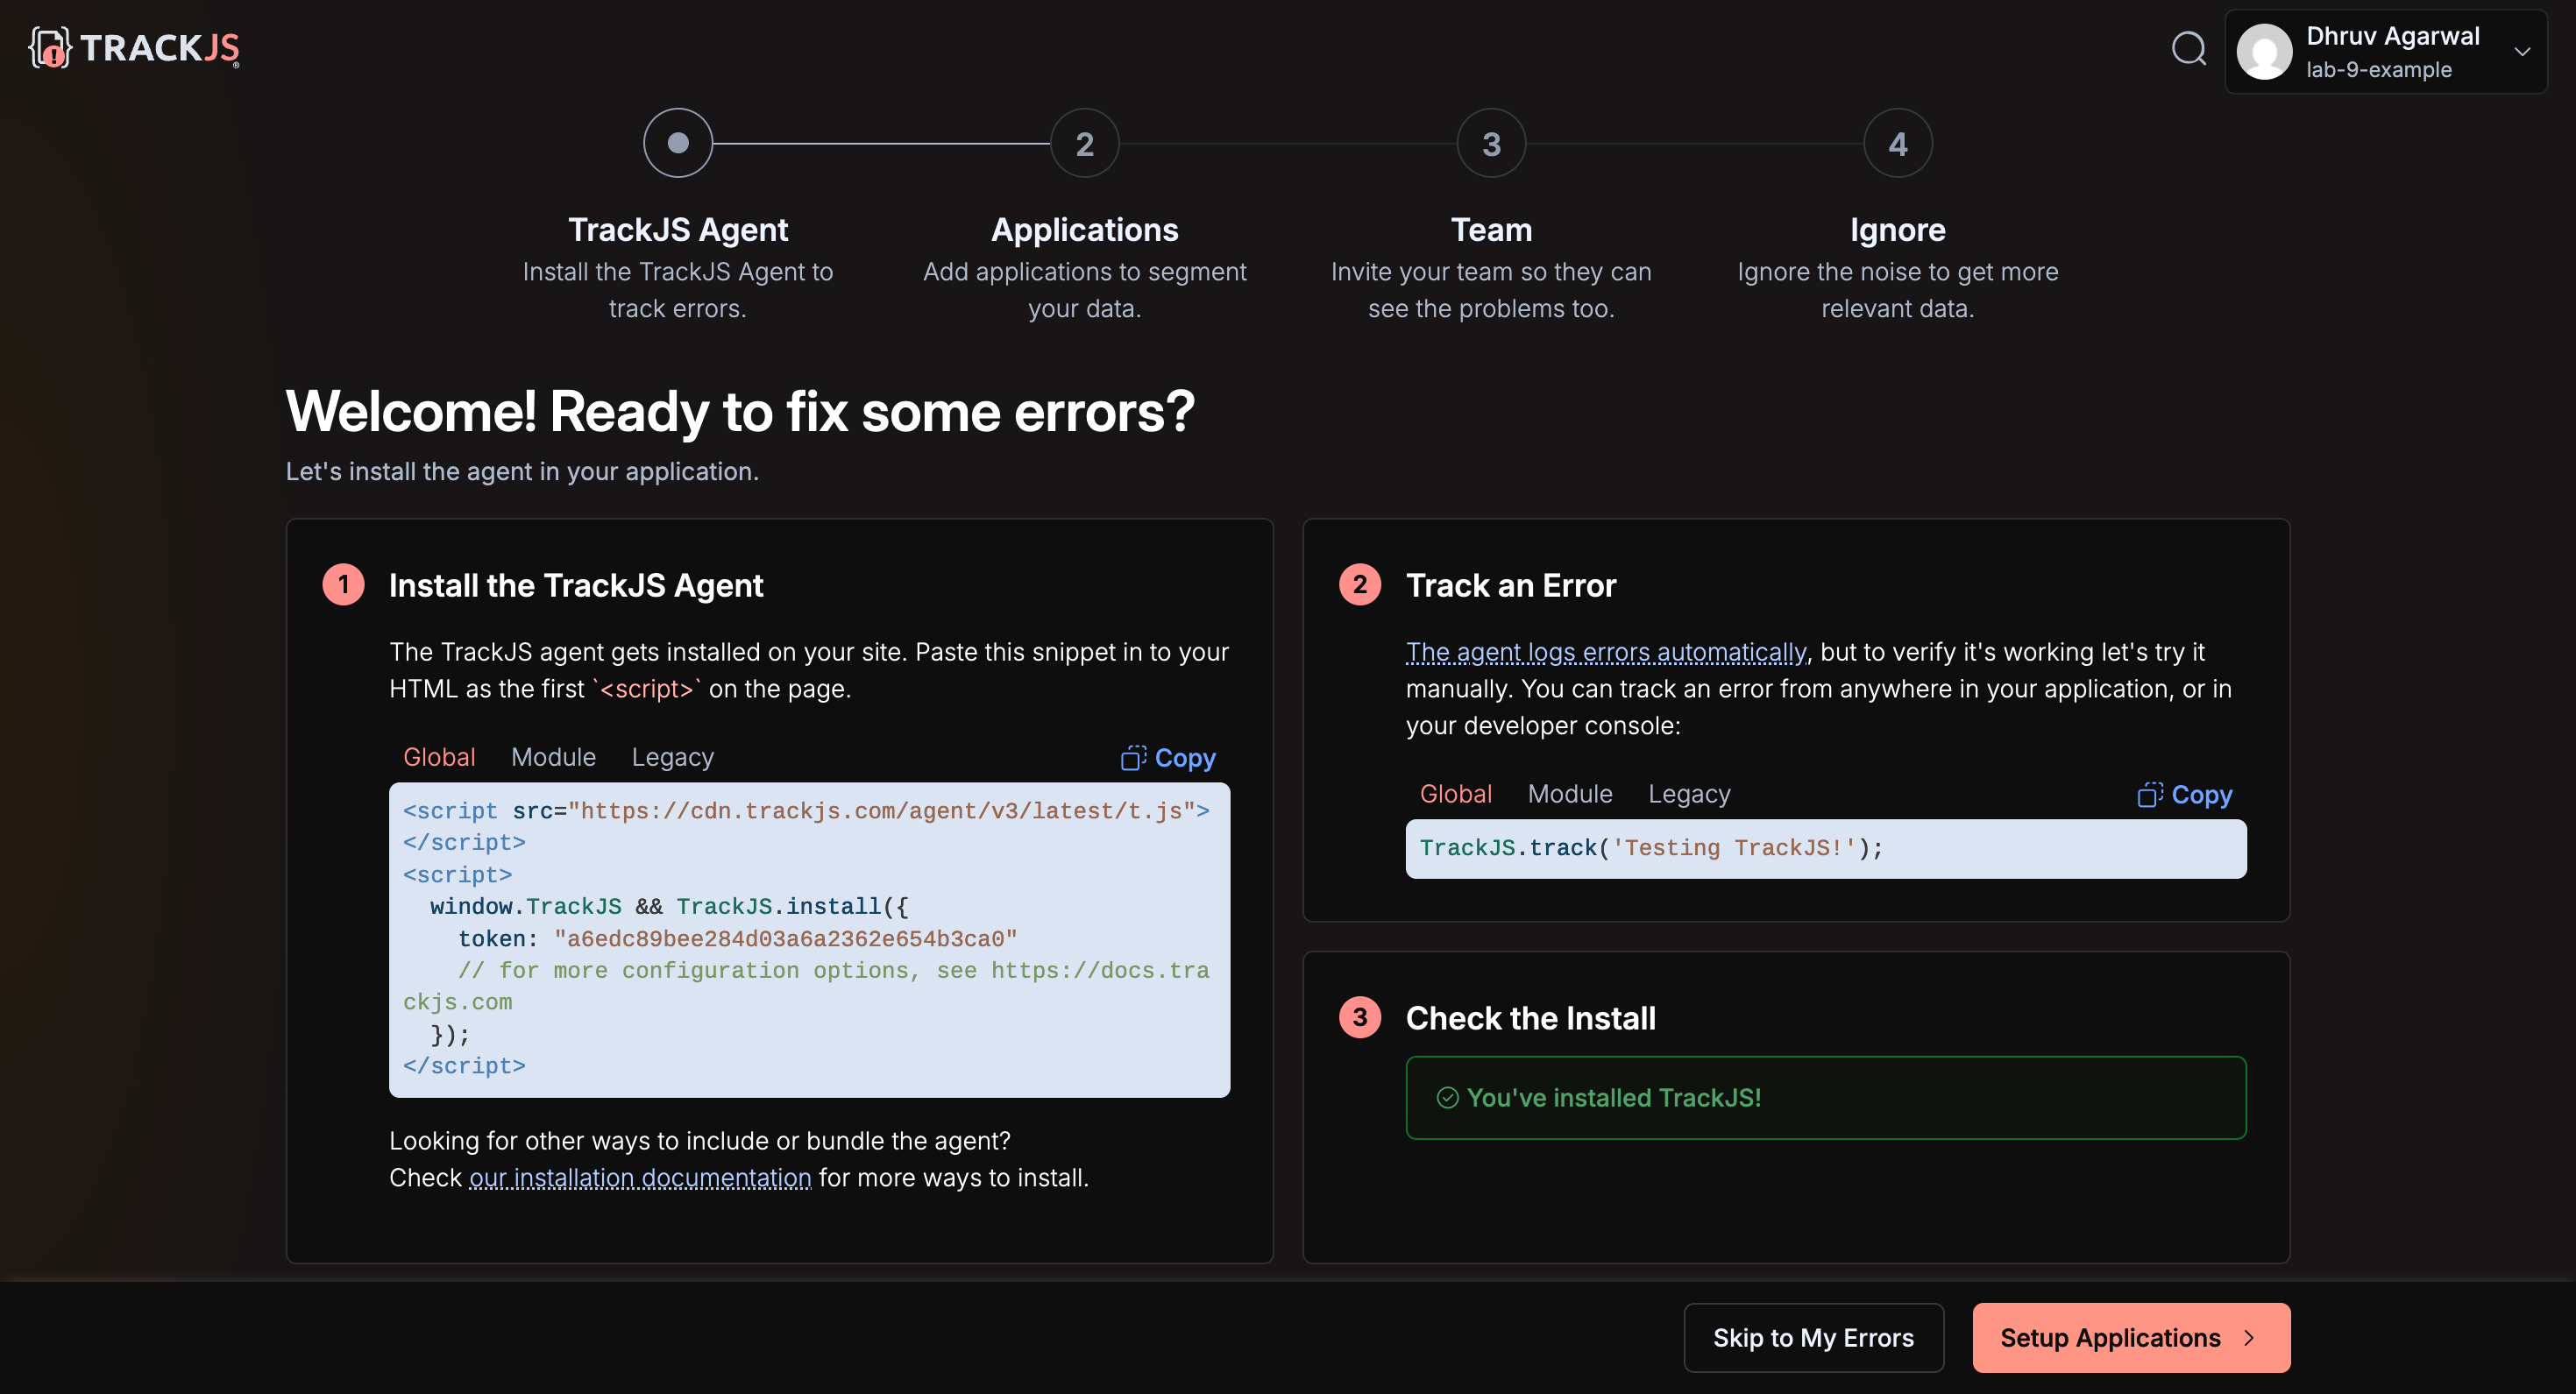 TRACKJS
Dhruv Agarwal
lab-9-example
2
3
4
TrackJS Agent
Install the TrackJS Agent to
track errors.
Applications
Add applications to segment
your data.
Team
Invite your team so they can
see the problems too.
Ignore
Ignore the noise to get more
relevant data.
Welcome! Ready to fix some errors?
Let's install the agent in your application.
1 Install the TrackJS Agent
The TrackJS agent gets installed on your site. Paste this snippet in to your
HTML as the first `<script>` on the page.
Global Module Legacy Copy
<script src="https://cdn.trackjs.com/agent/v3/latest/t.js">
</script>
<script>
  window.TrackJS && TrackJS.install({
    token: "a6edc89bee284d03a6a2362e654b3ca0"
    // for more configuration options, see https://docs.tra
ckjs.com
  });
</script>
Looking for other ways to include or bundle the agent?
Check our installation documentation for more ways to install.
2 Track an Error
The agent logs errors automatically, but to verify it's working let's try it
manually. You can track an error from anywhere in your application, or in
your developer console:
Global Module Legacy Copy
TrackJS.track('Testing TrackJS!');
3 Check the Install
You've installed TrackJS!
Skip to My Errors
Setup Applications